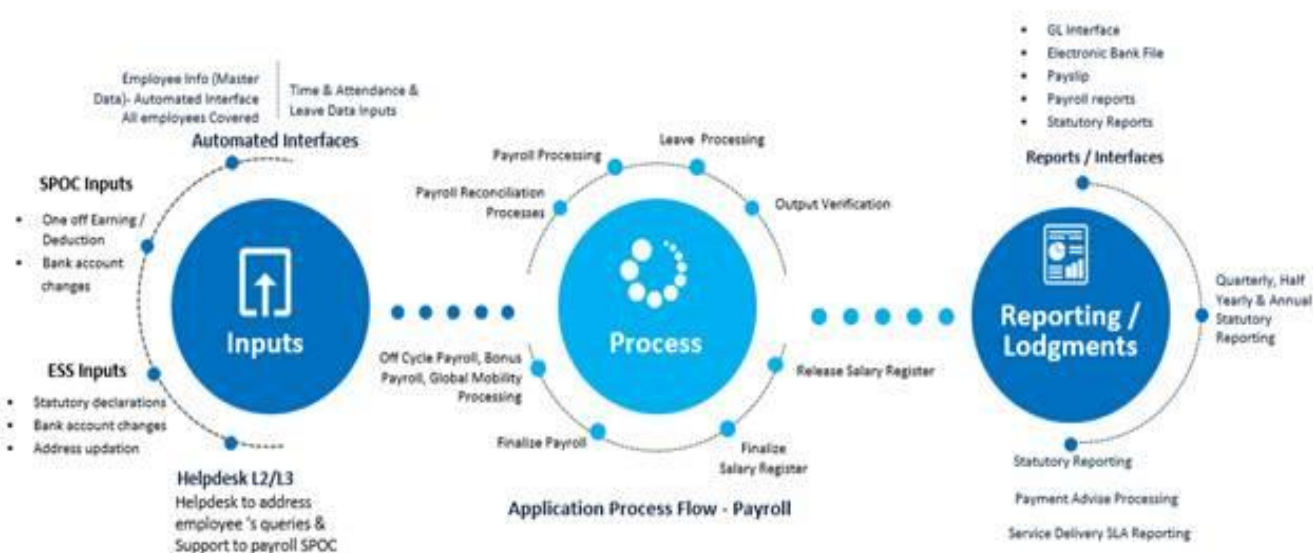 Employee Info (Master
Data)- Automated Interface
All employees Covered
Time & Attendance &
Leave Data Inputs
Automated Interfaces
SPOC Inputs
• One off Earning /
Deduction
• Bank account
changes
ESS Inputs
• Statutory declarations
• Bank account changes
• Address updation
Helpdesk L2/L3
Helpdesk to address
employee 's queries &
Support to payroll SPOC
Inputs
Payroll Processing
Leave Processing
Payroll Reconciliation
Processes
Output Verification
Process
Off Cycle Payroll, Bonus
Payroll, Global Mobility
Processing
Release Salary Register
Finalize Payroll
Finalize
Salary Register
Application Process Flow - Payroll
• GL Interface
• Electronic Bank File
• Payslip
• Payroll reports
• Statutory Reports
Reports / Interfaces
Reporting /
Lodgments
Quarterly, Half
Yearly & Annual
Statutory
Reporting
Statutory Reporting
Payment Advise Processing
Service Delivery SLA Reporting